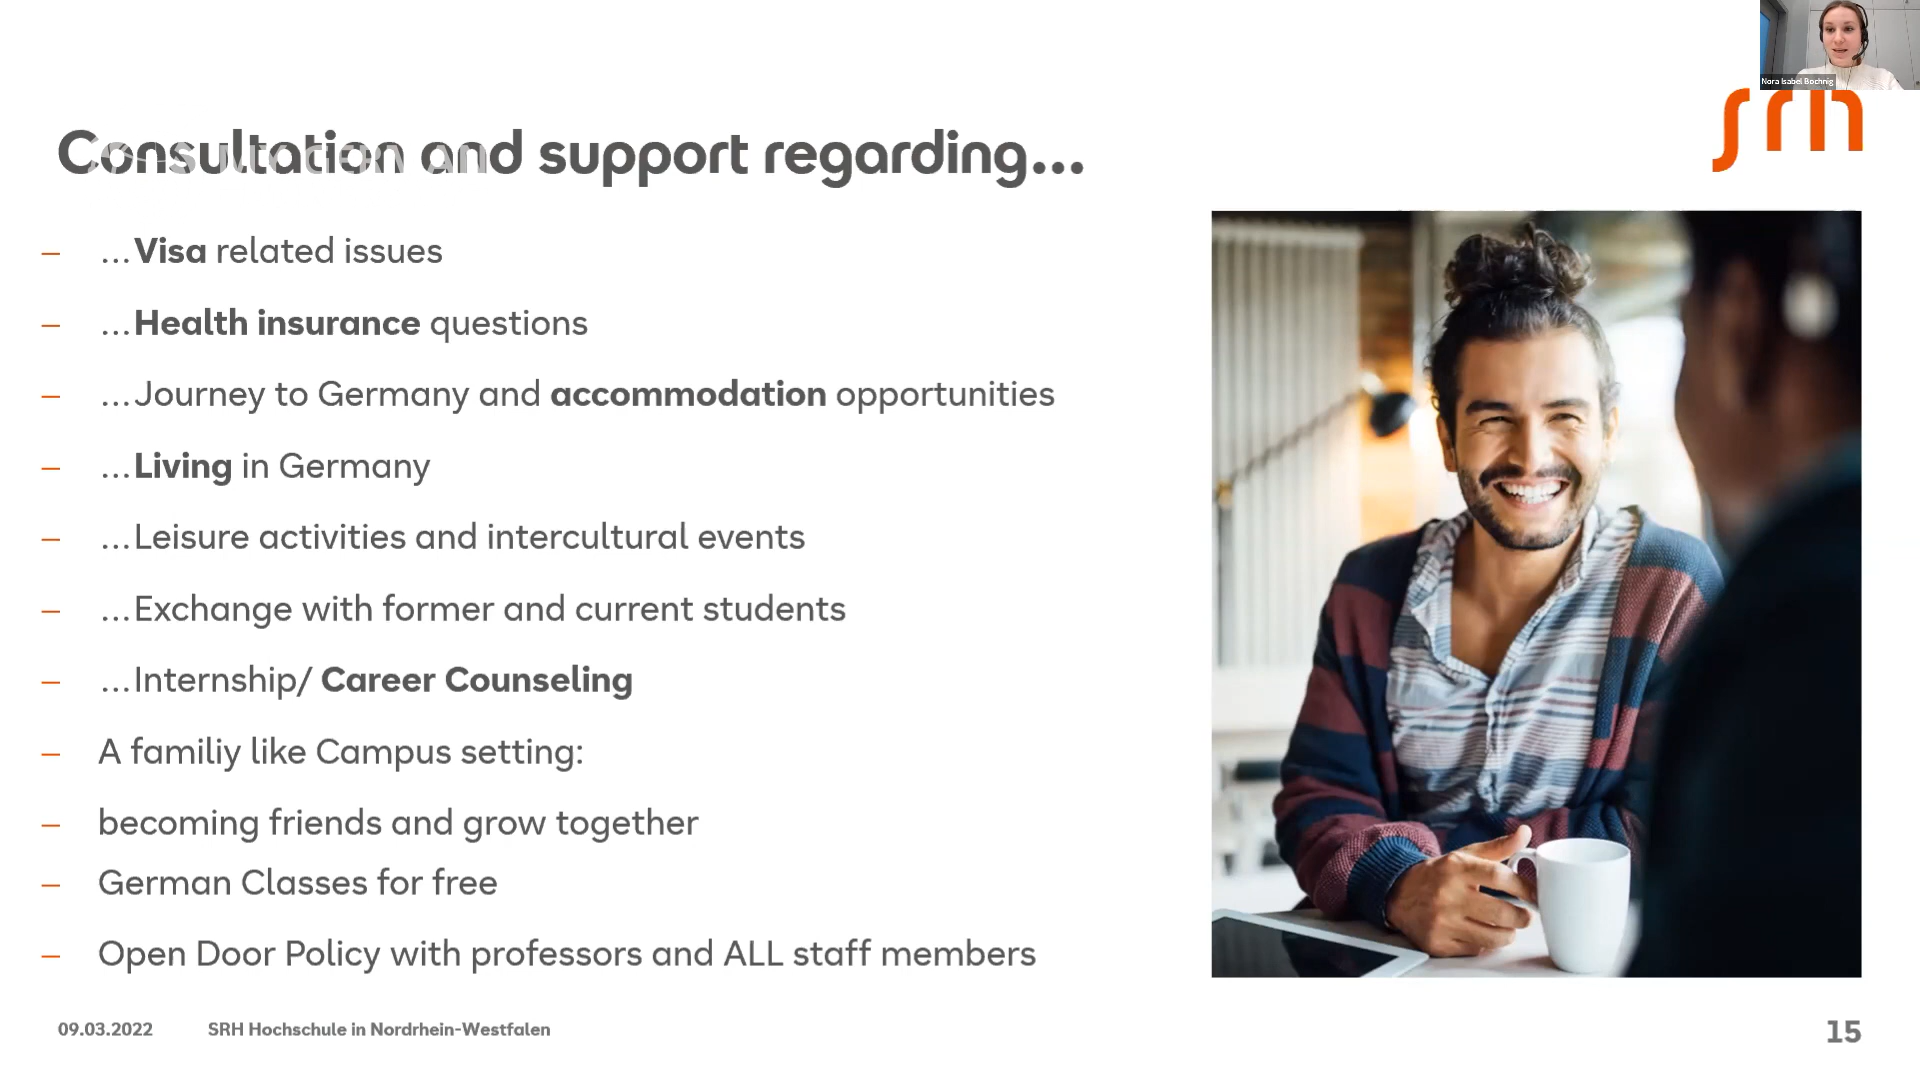 Nora Isabel Bochnig
srh
Consultation and support regarding...
– ...Visa related issues
– ...Health insurance questions
– ...Journey to Germany and accommodation opportunities
– ...Living in Germany
– ...Leisure activities and intercultural events
– ...Exchange with former and current students
– ...Internship/ Career Counseling
– A familiy like Campus setting:
– becoming friends and grow together
– German Classes for free
– Open Door Policy with professors and ALL staff members
09.03.2022 SRH Hochschule in Nordrhein-Westfalen 15